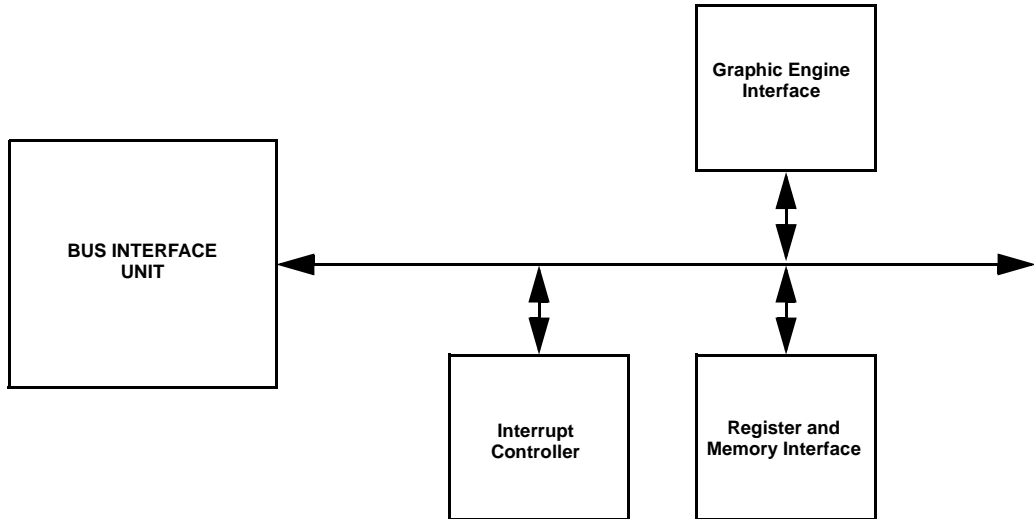 Graphic Engine
Interface
BUS INTERFACE
UNIT
Interrupt
Controller
Register and
Memory Interface